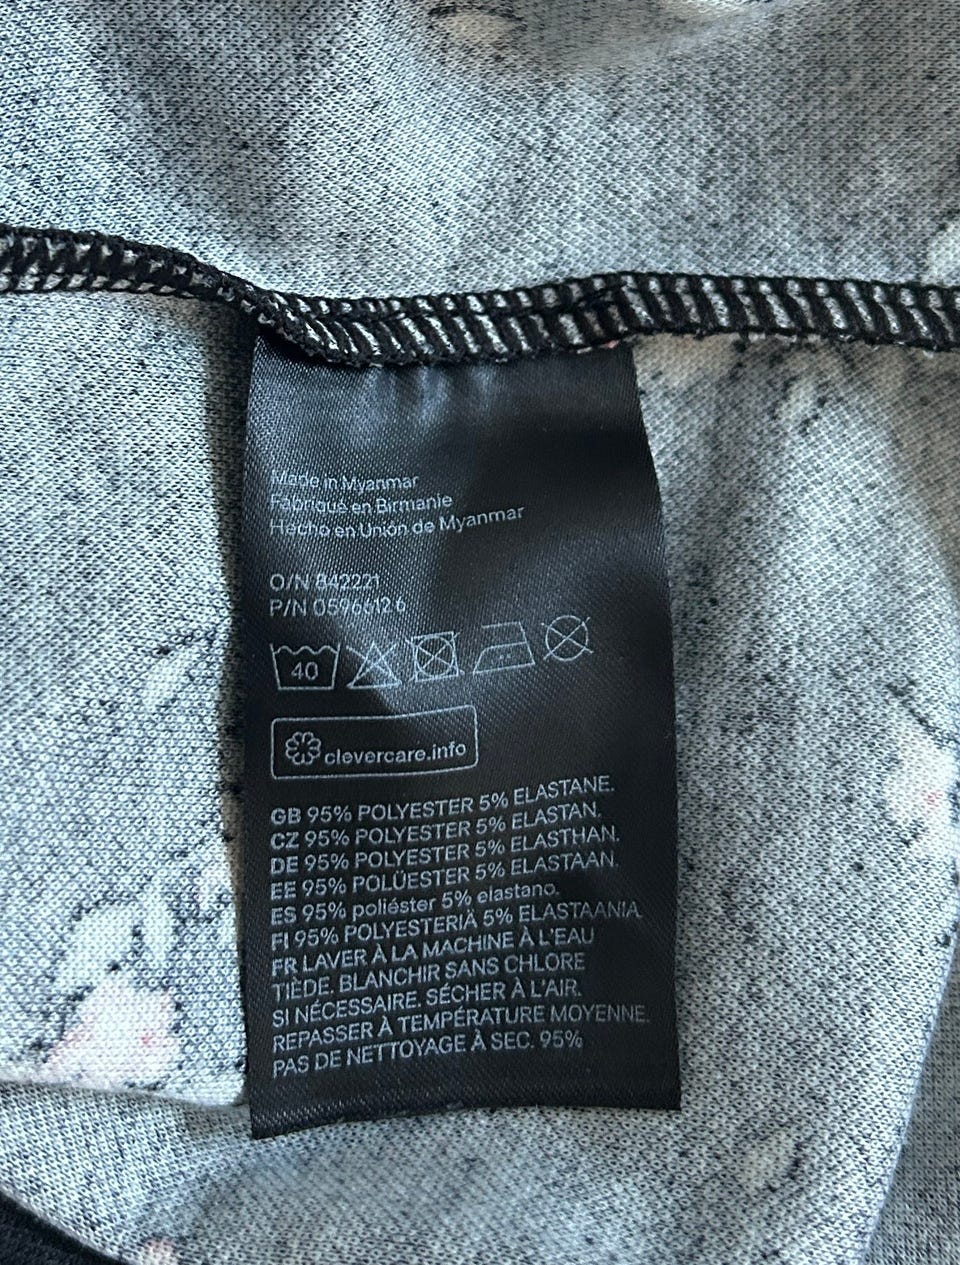 Made in Myanmar
Fabriqué en Birmanie
Hecho en Unión de Myanmar
O/N 842221
P/N 0596612 6
40
clevercare.info
GB 95% POLYESTER 5% ELASTANE.
CZ 95% POLYESTER 5% ELASTAN.
DE 95% POLYESTER 5% ELASTHAN.
EE 95% POLÜESTER 5% ELASTAAN.
ES 95% poliéster 5% elastano.
FI 95% POLYESTERIÄ 5% ELASTAANIA
FR LAVER À LA MACHINE À L'EAU
TIÈDE. BLANCHIR SANS CHLORE
SI NÉCESSAIRE. SÉCHER À L'AIR.
REPASSER À TEMPÉRATURE MOYENNE.
PAS DE NETTOYAGE À SEC. 95%